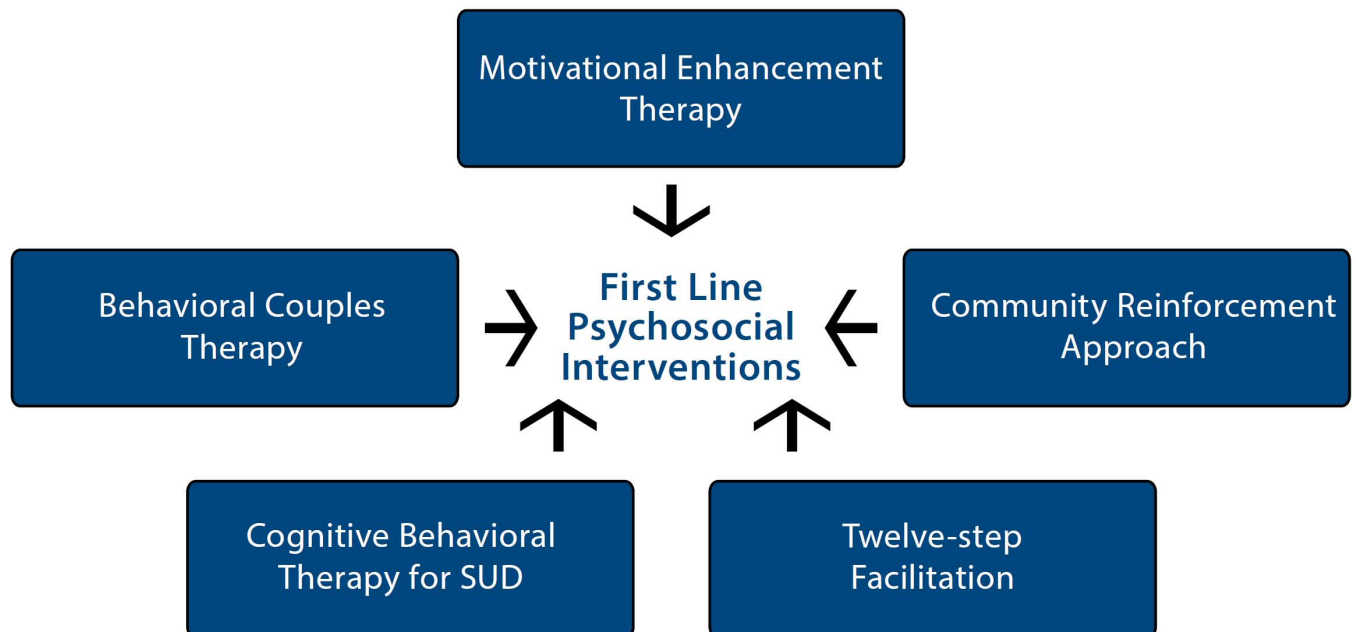 Motivational Enhancement
Therapy
Behavioral Couples
Therapy
First Line
Psychosocial
Interventions
Community Reinforcement
Approach
Cognitive Behavioral
Therapy for SUD
Twelve-step
Facilitation